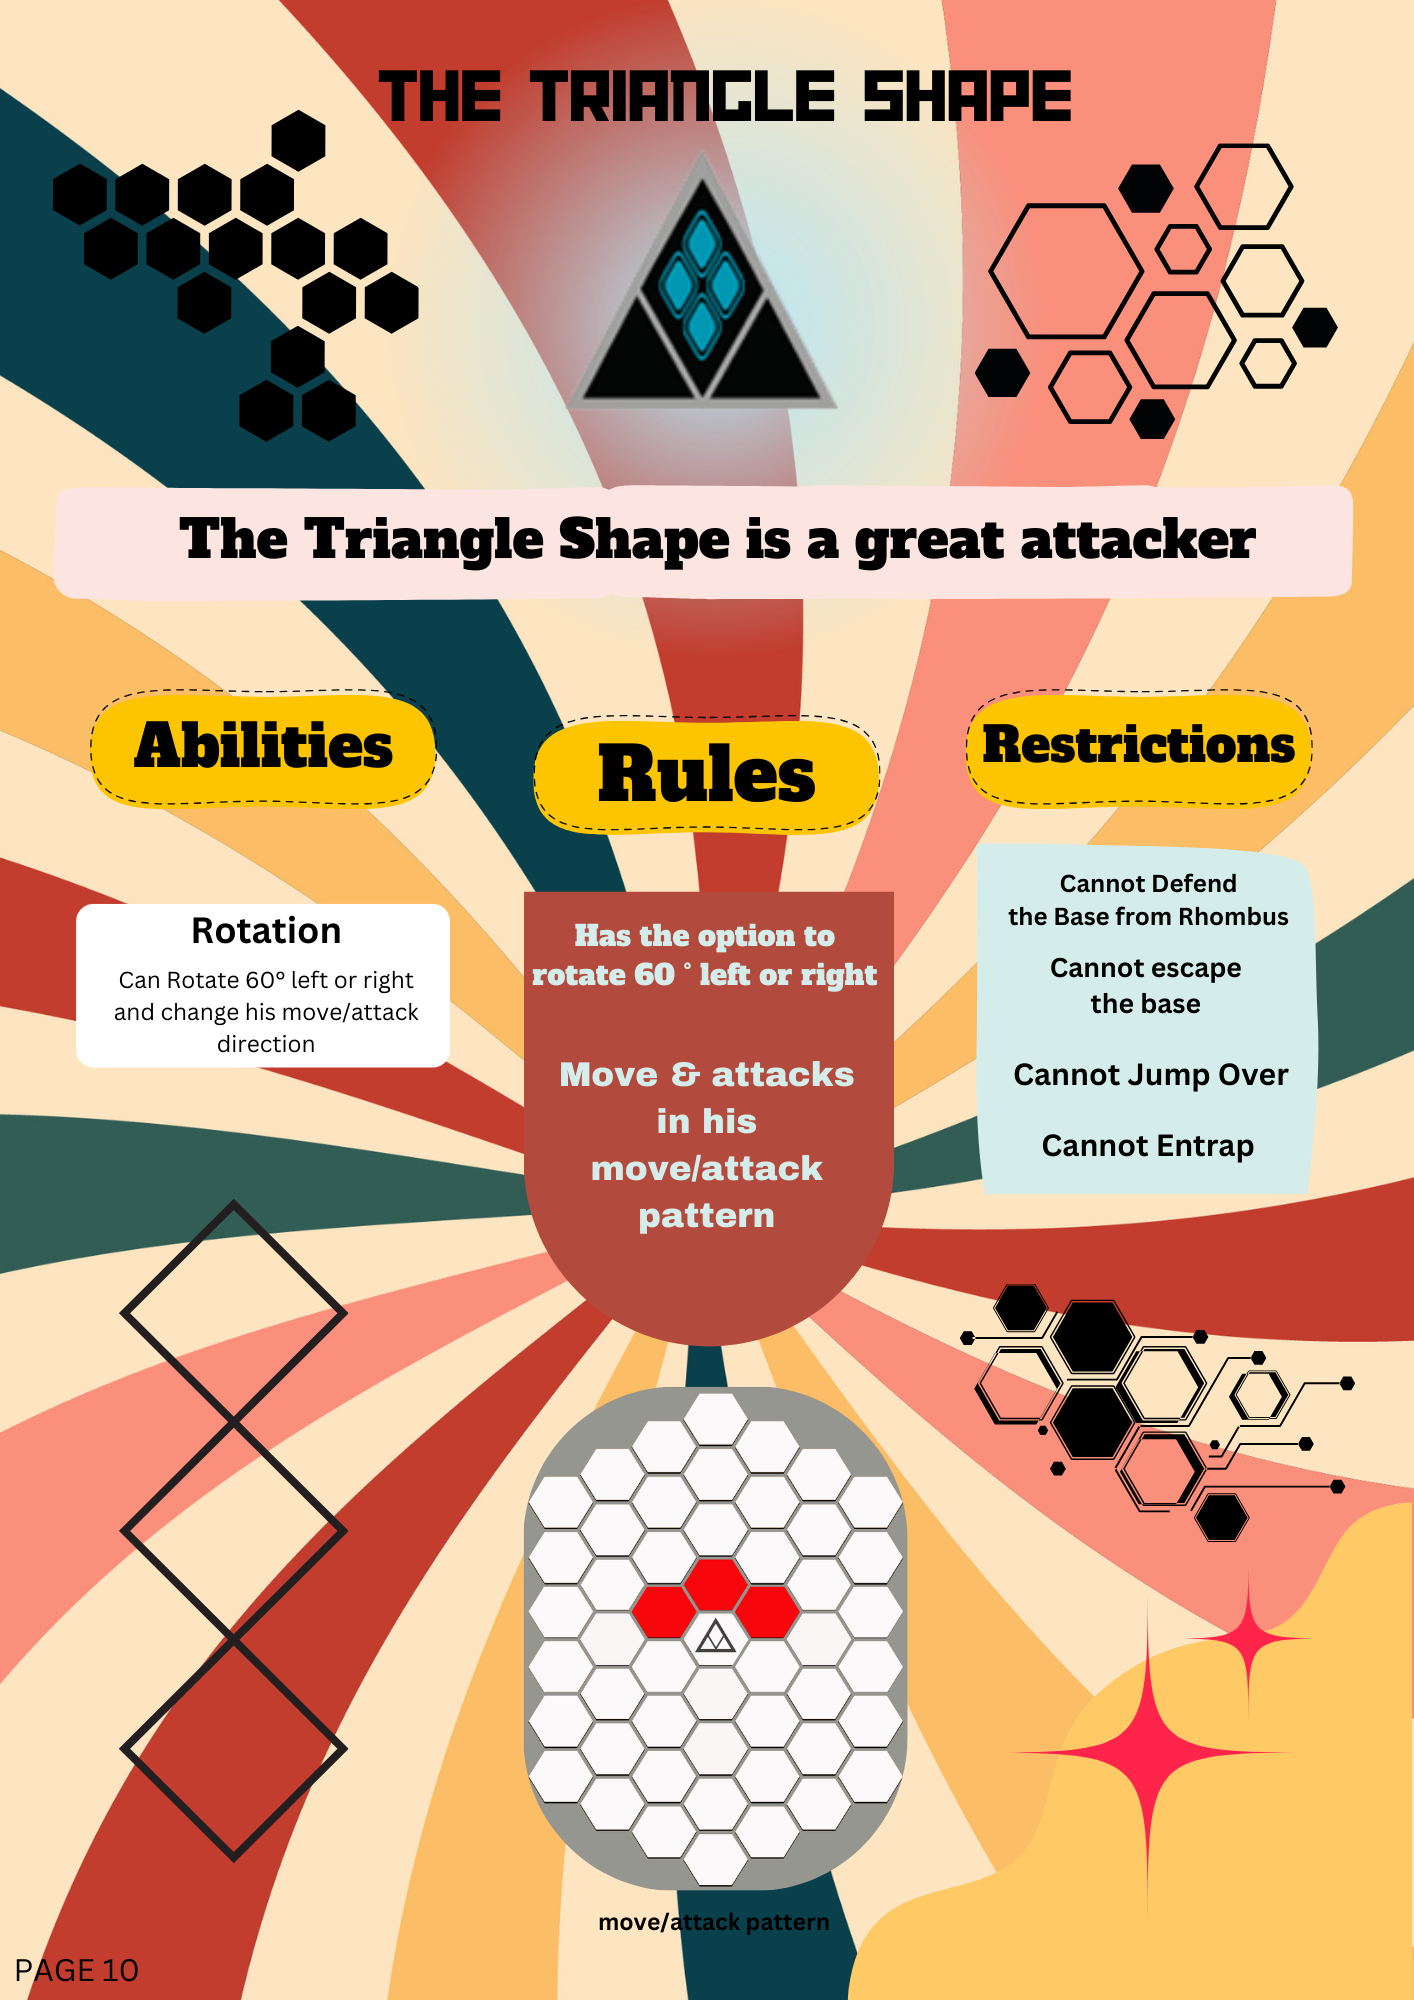 THE TRIANGLE SHAPE
The Triangle Shape is a great attacker
Abilities
Rotation
Can Rotate 60° left or right
and change his move/attack
direction
Rules
Has the option to
rotate 60 ° left or right
Move & attacks
in his
move/attack
pattern
Restrictions
Cannot Defend
the Base from Rhombus
Cannot escape
the base
Cannot Jump Over
Cannot Entrap
move/attack pattern
PAGE 10